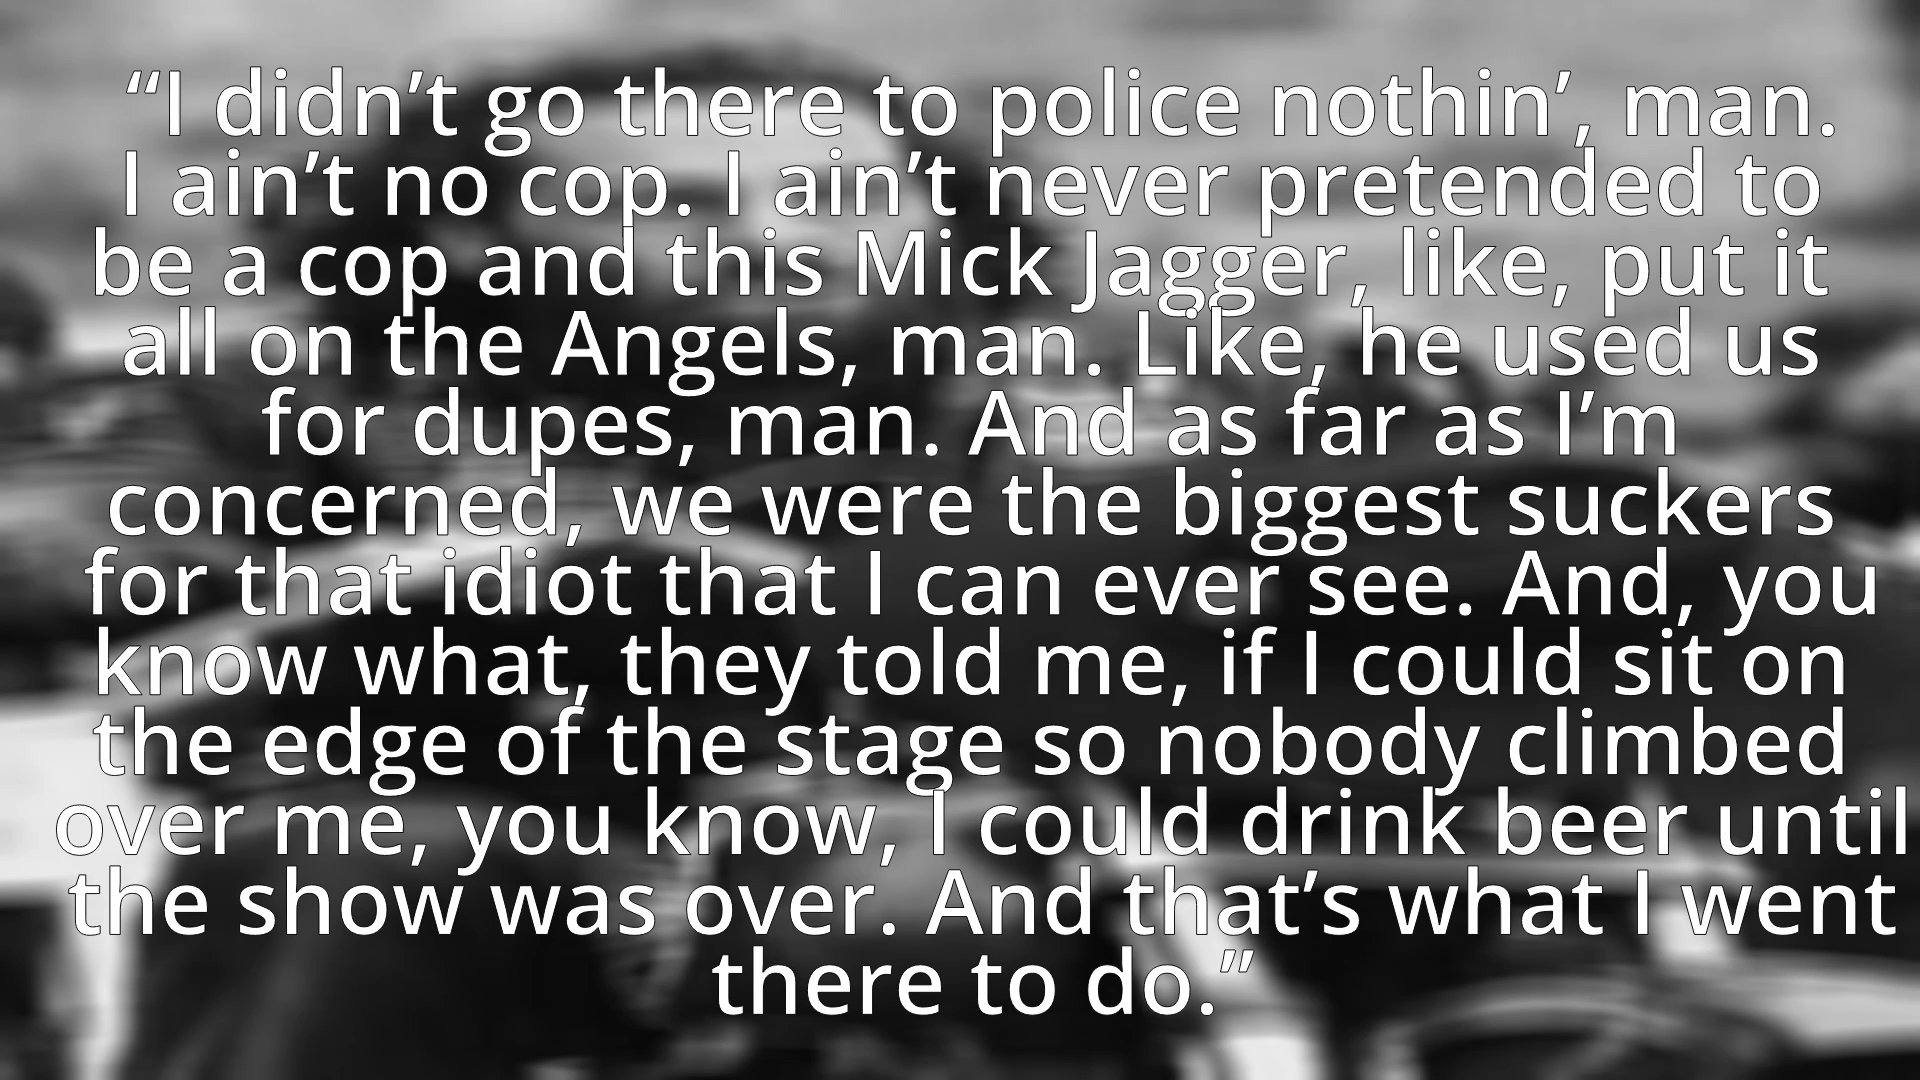 “I didn’t go there to police nothin’, man.
I ain’t no cop. I ain’t never pretended to
be a cop and this Mick Jagger, like, put it
all on the Angels, man. Like, he used us
for dupes, man. And as far as I’m
concerned, we were the biggest suckers
for that idiot that I can ever see. And, you
know what, they told me, if I could sit on
the edge of the stage so nobody climbed
over me, you know, I could drink beer until
the show was over. And that’s what I went
there to do.”